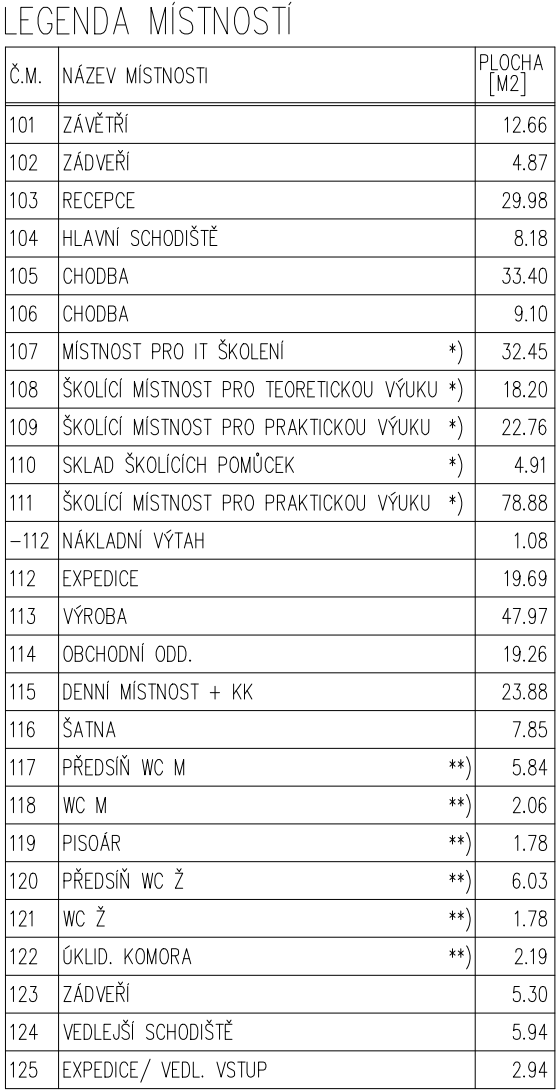 LEGENDA MÍSTNOSTÍ
Č.M. NÁZEV MÍSTNOSTI PLOCHA [M2]
101 ZÁVĚTŘÍ 12.66
102 ZÁDVEŘÍ 4.87
103 RECEPCE 29.98
104 HLAVNÍ SCHODIŠTĚ 8.18
105 CHODBA 33.40
106 CHODBA 9.10
107 MÍSTNOST PRO IT ŠKOLENÍ *) 32.45
108 ŠKOLÍCÍ MÍSTNOST PRO TEORETICKOU VÝUKU *) 18.20
109 ŠKOLÍCÍ MÍSTNOST PRO PRAKTICKOU VÝUKU *) 22.76
110 SKLAD ŠKOLÍCÍCH POMŮCEK *) 4.91
111 ŠKOLÍCÍ MÍSTNOST PRO PRAKTICKOU VÝUKU *) 78.88
-112 NÁKLADNÍ VÝTAH 1.08
112 EXPEDICE 19.69
113 VÝROBA 47.97
114 OBCHODNÍ ODD. 19.26
115 DENNÍ MÍSTNOST + KK 23.88
116 ŠATNA 7.85
117 PŘEDSÍŇ WC M **) 5.84
118 WC M **) 2.06
119 PISOÁR **) 1.78
120 PŘEDSÍŇ WC Ž **) 6.03
121 WC Ž **) 1.78
122 ÚKLID. KOMORA **) 2.19
123 ZÁDVEŘÍ 5.30
124 VEDLEJŠÍ SCHODIŠTĚ 5.94
125 EXPEDICE/ VEDL. VSTUP 2.94